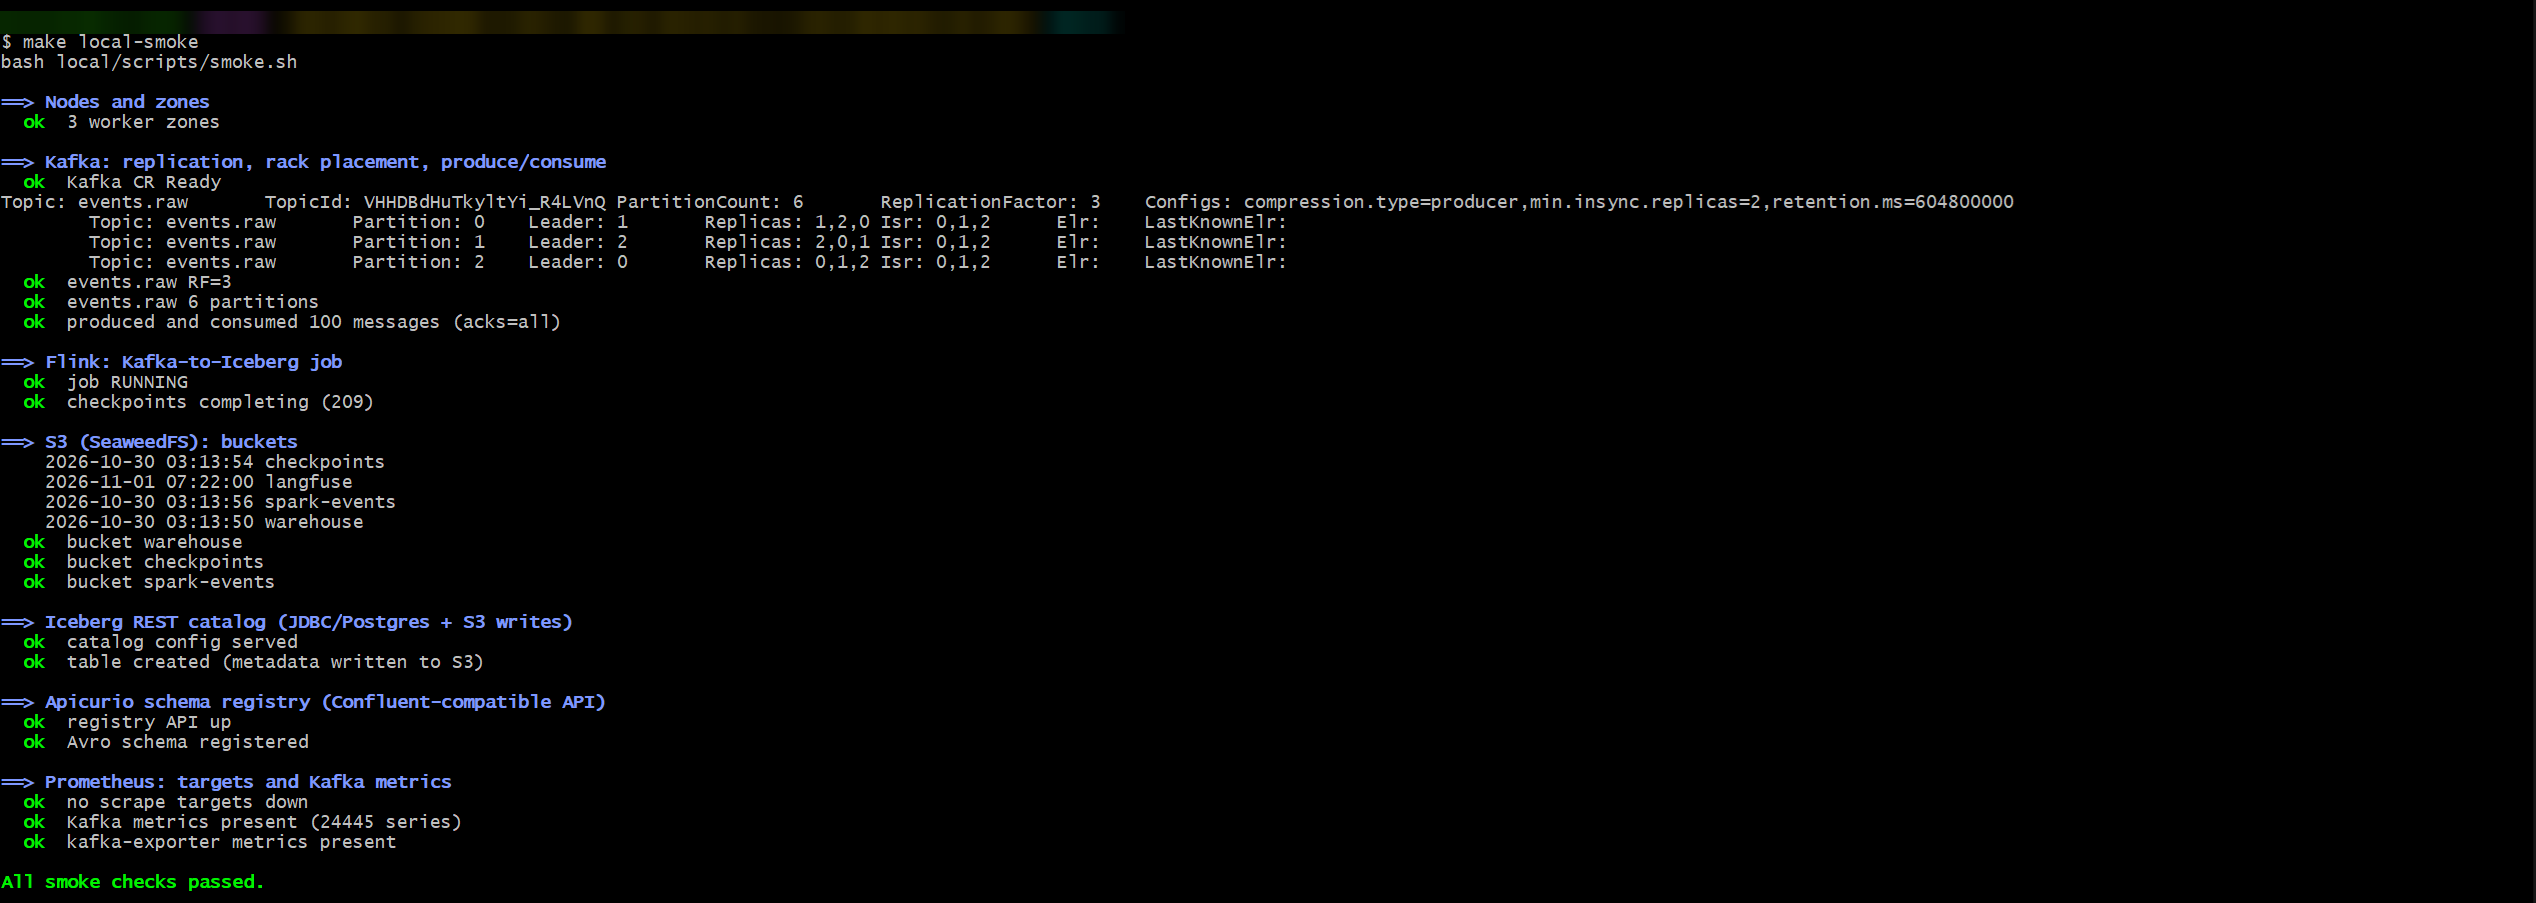 $ make local-smoke
bash local/scripts/smoke.sh
==> Nodes and zones
ok 3 worker zones
==> Kafka: replication, rack placement, produce/consume
ok Kafka CR Ready
Topic: events.raw TopicId: VHHDBdHuTkyltYi_R4LVnQ PartitionCount: 6 ReplicationFactor: 3 Configs: compression.type=producer,min.insync.replicas=2,retention.ms=604800000
Topic: events.raw Partition: 0 Leader: 1 Replicas: 1,2,0 Isr: 0,1,2 Elr: LastKnownElr:
Topic: events.raw Partition: 1 Leader: 2 Replicas: 2,0,1 Isr: 0,1,2 Elr: LastKnownElr:
Topic: events.raw Partition: 2 Leader: 0 Replicas: 0,1,2 Isr: 0,1,2 Elr: LastKnownElr:
ok events.raw RF=3
ok events.raw 6 partitions
ok produced and consumed 100 messages (acks=all)
==> Flink: Kafka-to-Iceberg job
ok job RUNNING
ok checkpoints completing (209)
==> S3 (SeaweedFS): buckets
2026-10-30 03:13:54 checkpoints
2026-11-01 07:22:00 langfuse
2026-10-30 03:13:56 spark-events
2026-10-30 03:13:50 warehouse
ok bucket warehouse
ok bucket checkpoints
ok bucket spark-events
==> Iceberg REST catalog (JDBC/Postgres + S3 writes)
ok catalog config served
ok table created (metadata written to S3)
==> Apicurio schema registry (Confluent-compatible API)
ok registry API up
ok Avro schema registered
==> Prometheus: targets and Kafka metrics
ok no scrape targets down
ok Kafka metrics present (24445 series)
ok kafka-exporter metrics present
All smoke checks passed.